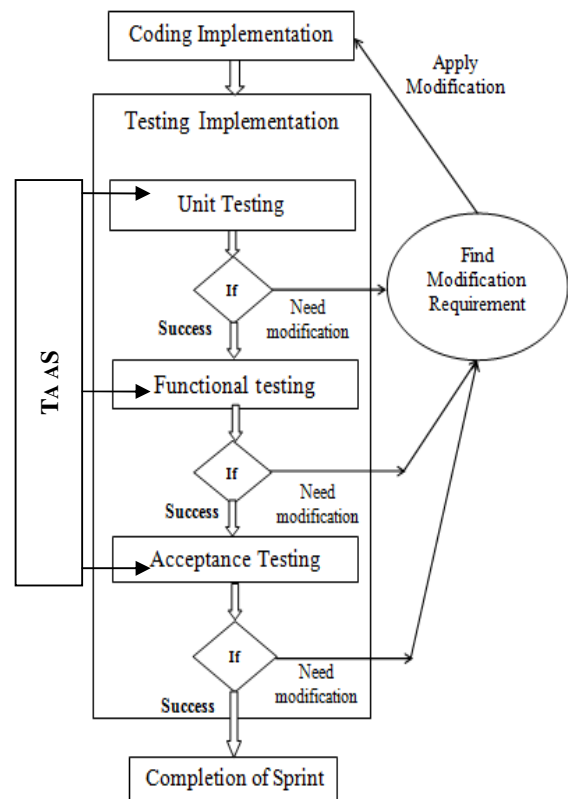 Coding Implementation
Apply
Modification
Testing Implementation
Unit Testing
If
Need
modification
Success
Find
Modification
Requirement
TA AS
Functional testing
If
Need
modification
Success
Acceptance Testing
If
Need
modification
Success
Completion of Sprint